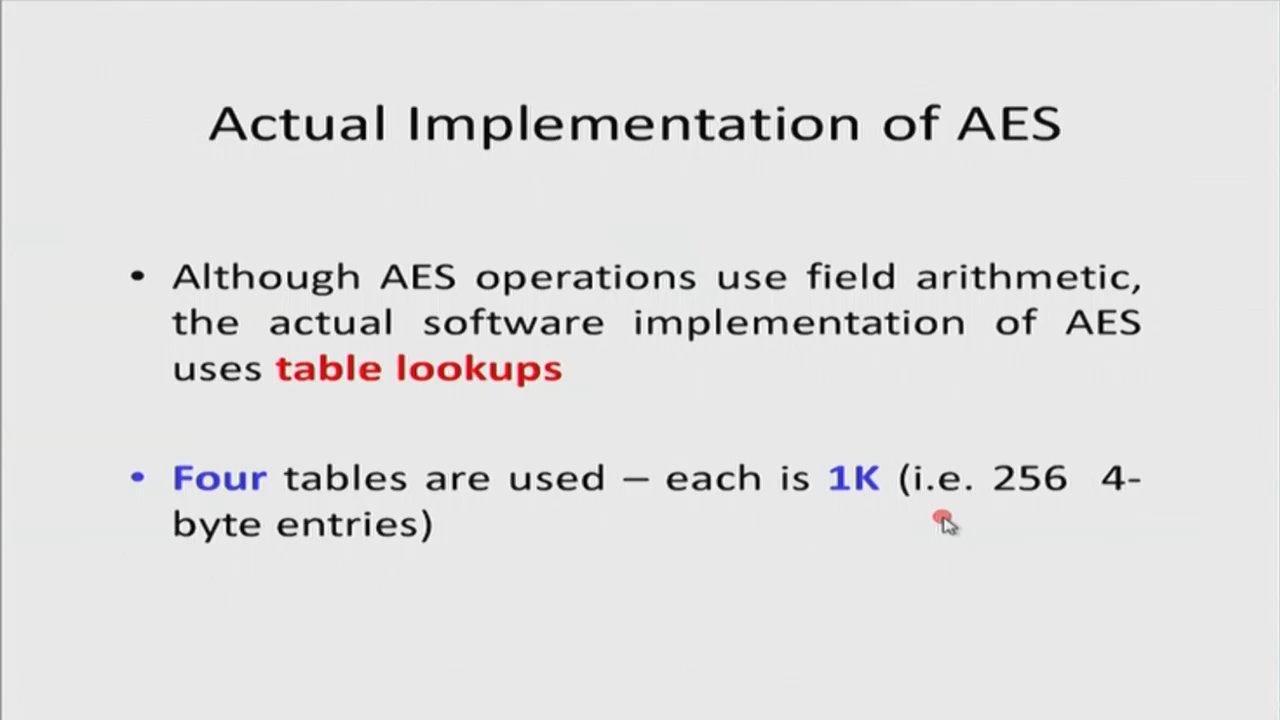 Actual Implementation of AES
• Although AES operations use field arithmetic,
the actual software implementation of AES
uses table lookups
• Four tables are used – each is 1K (i.e. 256 4-
byte entries)